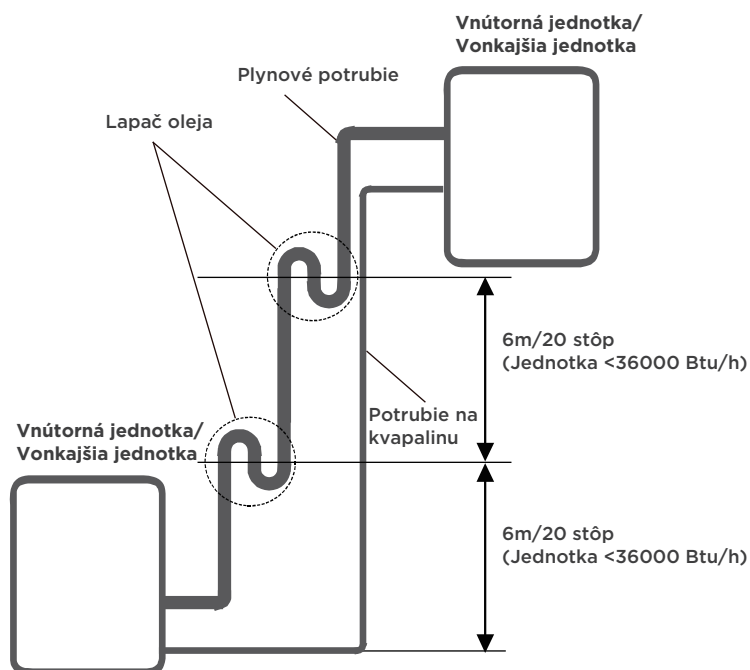 Vnútorná jednotka/
Vonkajšia jednotka
Plynové potrubie
Lapač oleja
6m/20 stôp
(Jednotka <36000 Btu/h)
Potrubie na
kvapalinu
Vnútorná jednotka/
Vonkajšia jednotka
6m/20 stôp
(Jednotka <36000 Btu/h)